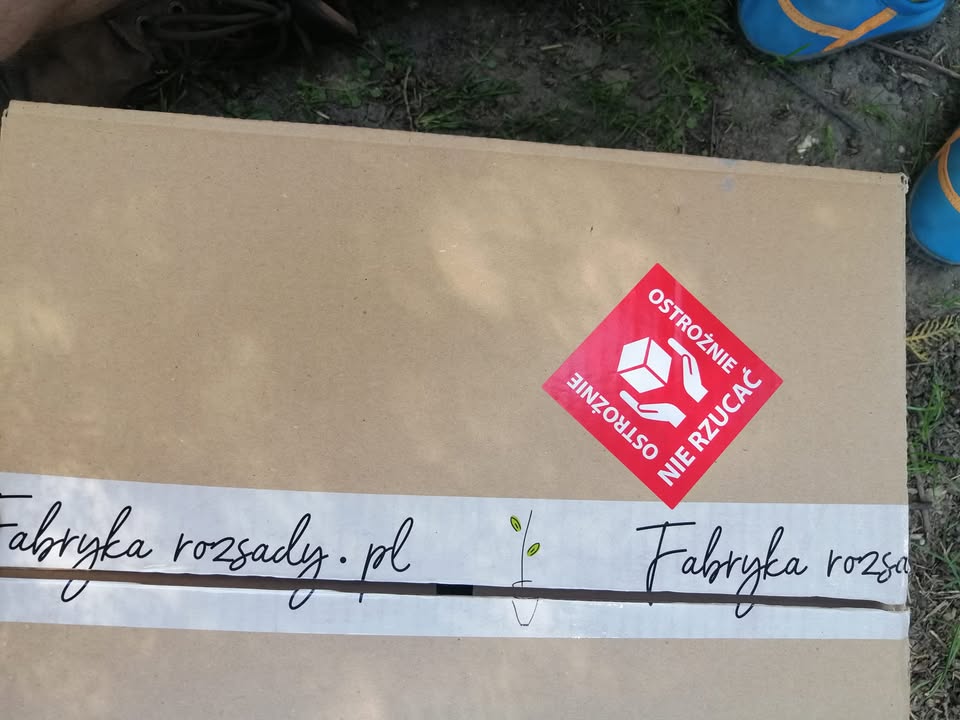 OSTROŻNIE
OSTROŻNIE
NIE RZUCAĆ
Fabryka rozsady.pl
Fabryka rozsa